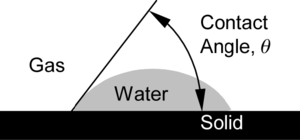 Contact
Angle, θ
Gas
Water
Solid